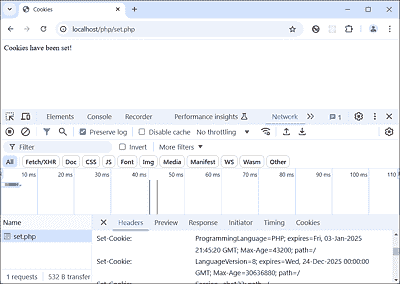 Cookies
localhost/php/set.php
Cookies have been set!
Elements Console Recorder Performance insights Network 1
Preserve log Disable cache No throttling
Filter Invert More filters
All Fetch/XHR Doc CSS JS Font Img Media Manifest WS Wasm Other
10 ms 20 ms 30 ms 40 ms 50 ms 60 ms 70 ms 80 ms 90 ms 100 ms 110
Name Headers Preview Response Initiator Timing Cookies
set.php
Set-Cookie: ProgrammingLanguage=PHP; expires=Fri, 03-Jan-2025
21:45:20 GMT; Max-Age=43200; path=/
Set-Cookie: LanguageVersion=8; expires=Wed, 24-Dec-2025 00:00:00
GMT; Max-Age=30636880; path=/
Set-Cookie:
1 requests 532 B transfer